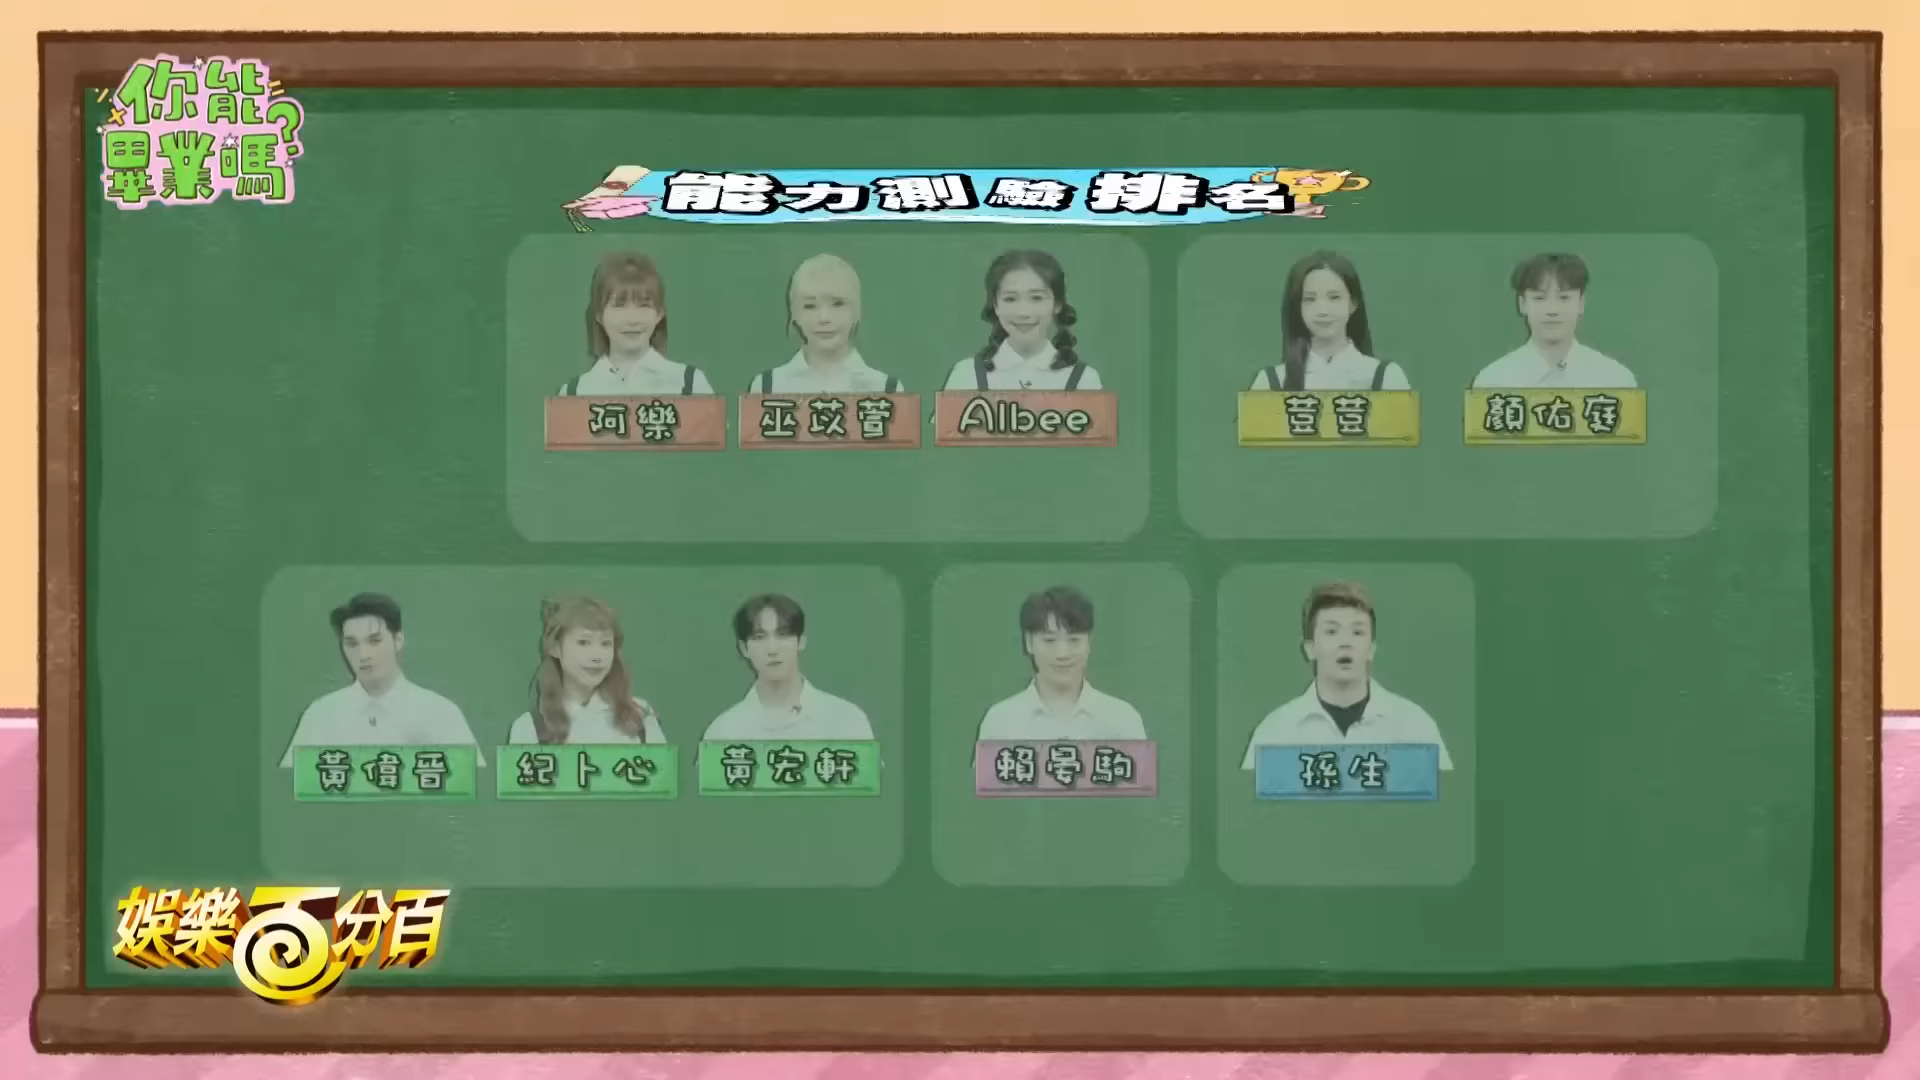 你能
畢業嗎?
能力測驗排名
阿樂
巫苡萱
Albee
荳荳
顏佑庭
黃偉晉
紀卜心
黃宏軒
賴晏駒
孫生
娛樂百分百